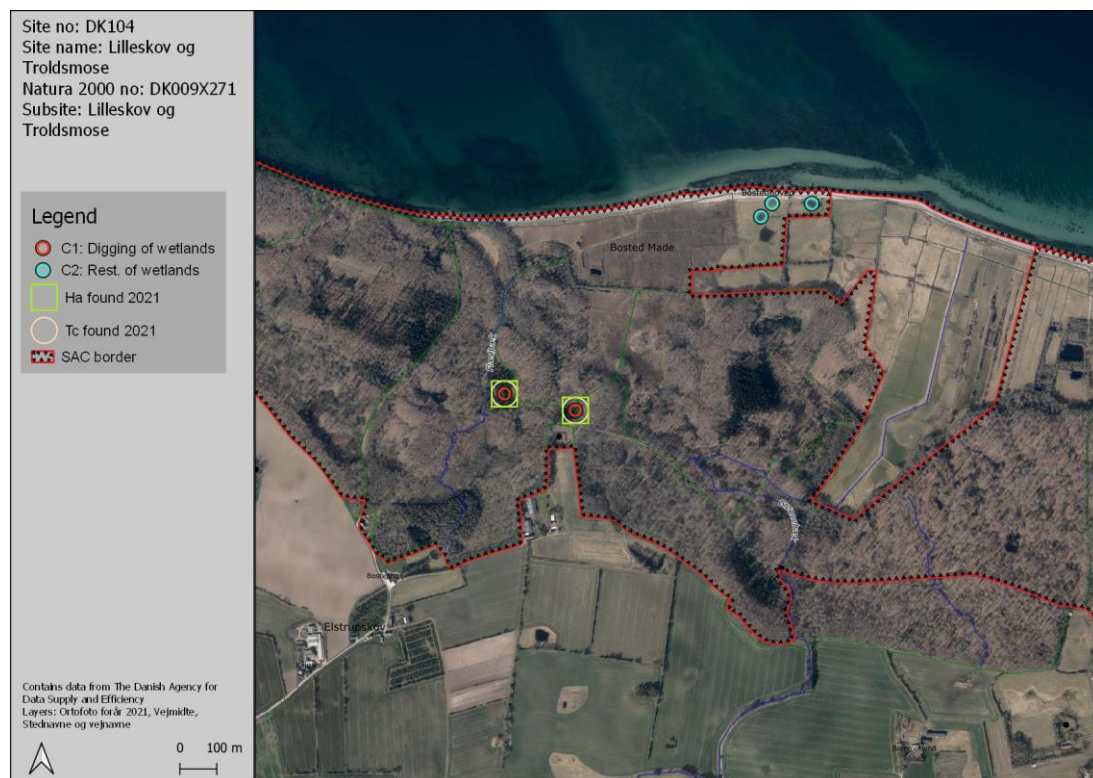 Site no: DK104
Site name: Lilleskov og
Troldsmose
Natura 2000 no: DK009X271
Subsite: Lilleskov og
Troldsmose
Legend
C1: Digging of wetlands
C2: Rest. of wetlands
Ha found 2021
Tc found 2021
SAC border
Contains data from The Danish Agency for
Data Supply and Efficiency
Layers: Ortofoto forår 2021, Vejmidte,
Stednavne og vejnavne
0 100 m
Bosted Made
Elstrupskov